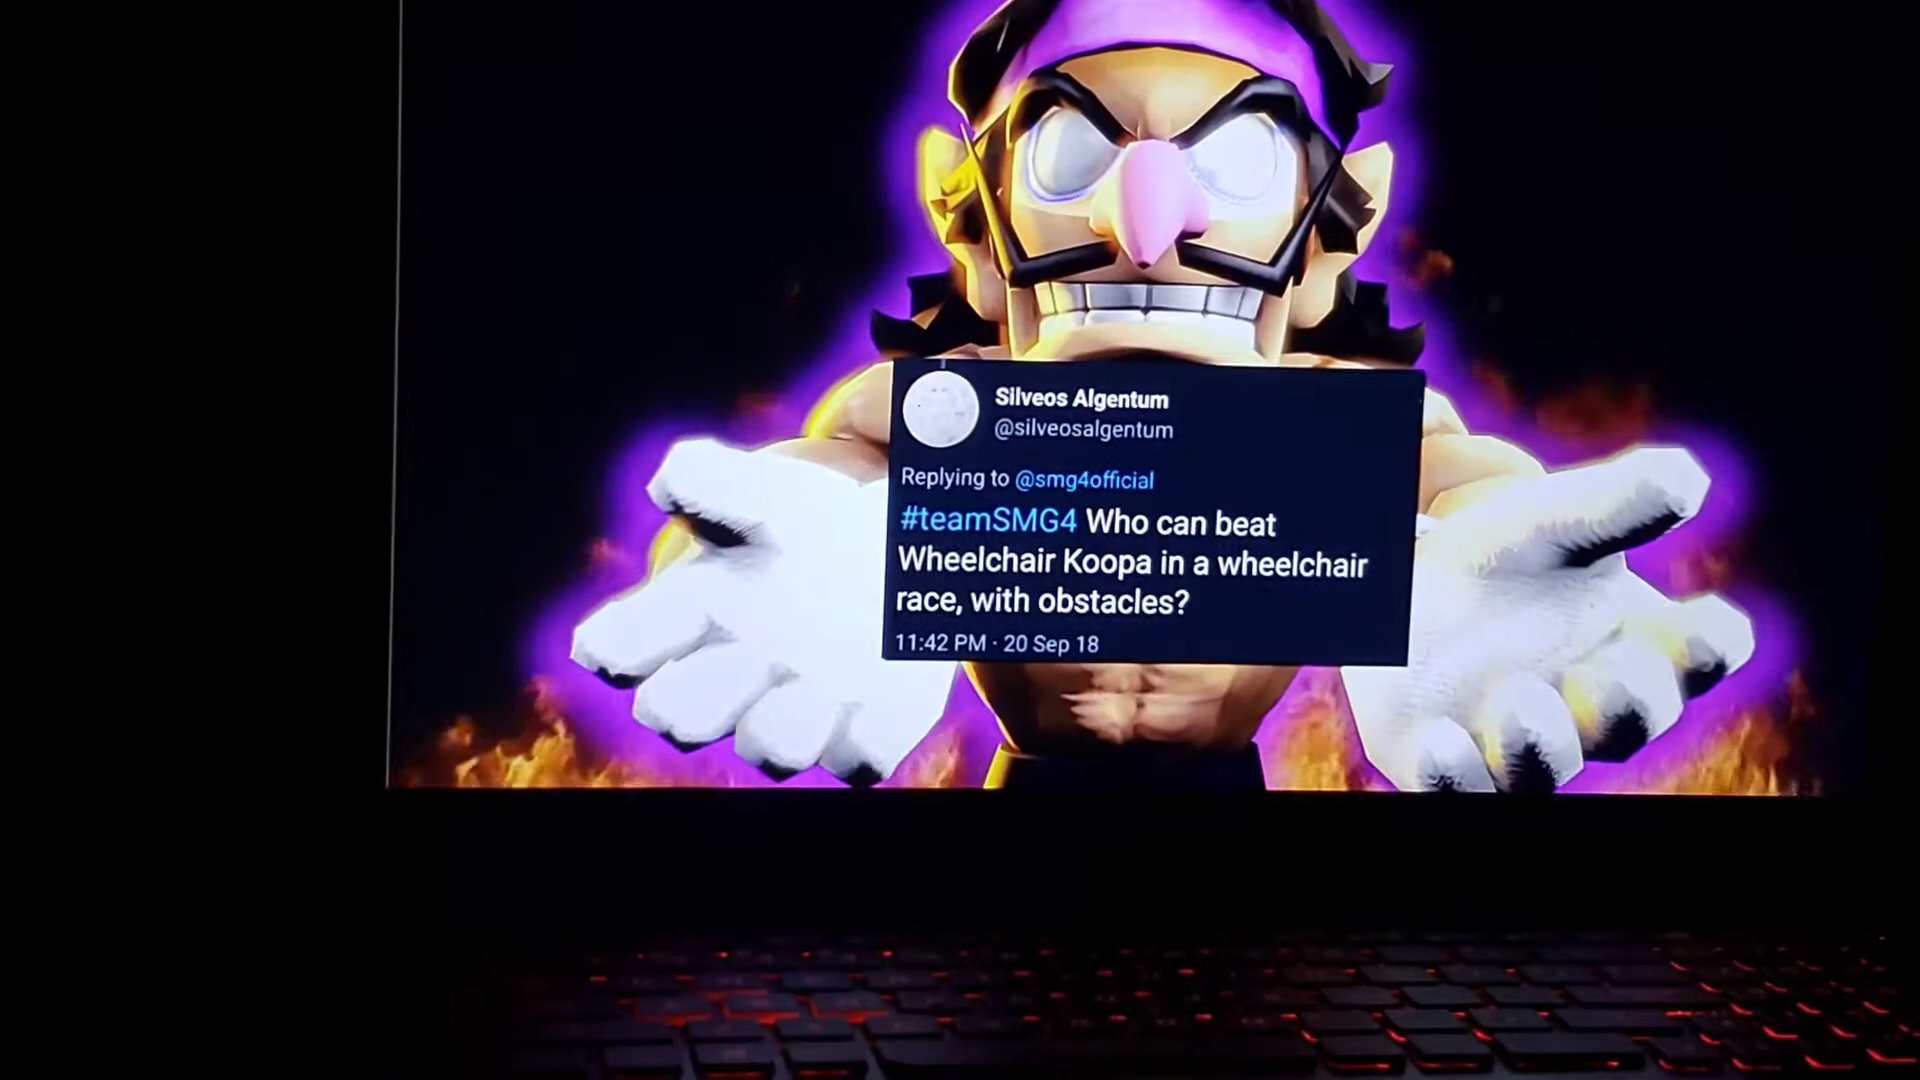 Silveos Algentum
@silveosalgentum
Replying to @smg4official
#teamSMG4 Who can beat
Wheelchair Koopa in a wheelchair
race, with obstacles?
11:42 PM · 20 Sep 18